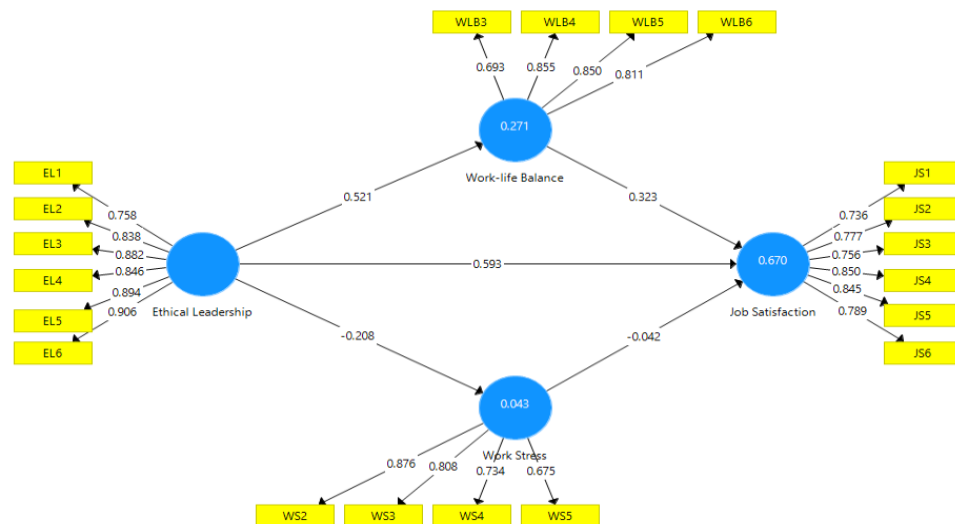 WLB3 WLB4 WLB5 WLB6
0.693 0.855 0.850 0.811
0.271
Work-life Balance
EL1
EL2
EL3
EL4
EL5
EL6
0.758
0.838
0.882
0.846
0.894
0.906
Ethical Leadership
0.521
0.323
0.593
-0.208
-0.042
0.670
Job Satisfaction
0.736
0.777
0.756
0.850
0.845
0.789
JS1
JS2
JS3
JS4
JS5
JS6
0.043
Work Stress
0.876 0.808 0.734 0.675
WS2 WS3 WS4 WS5